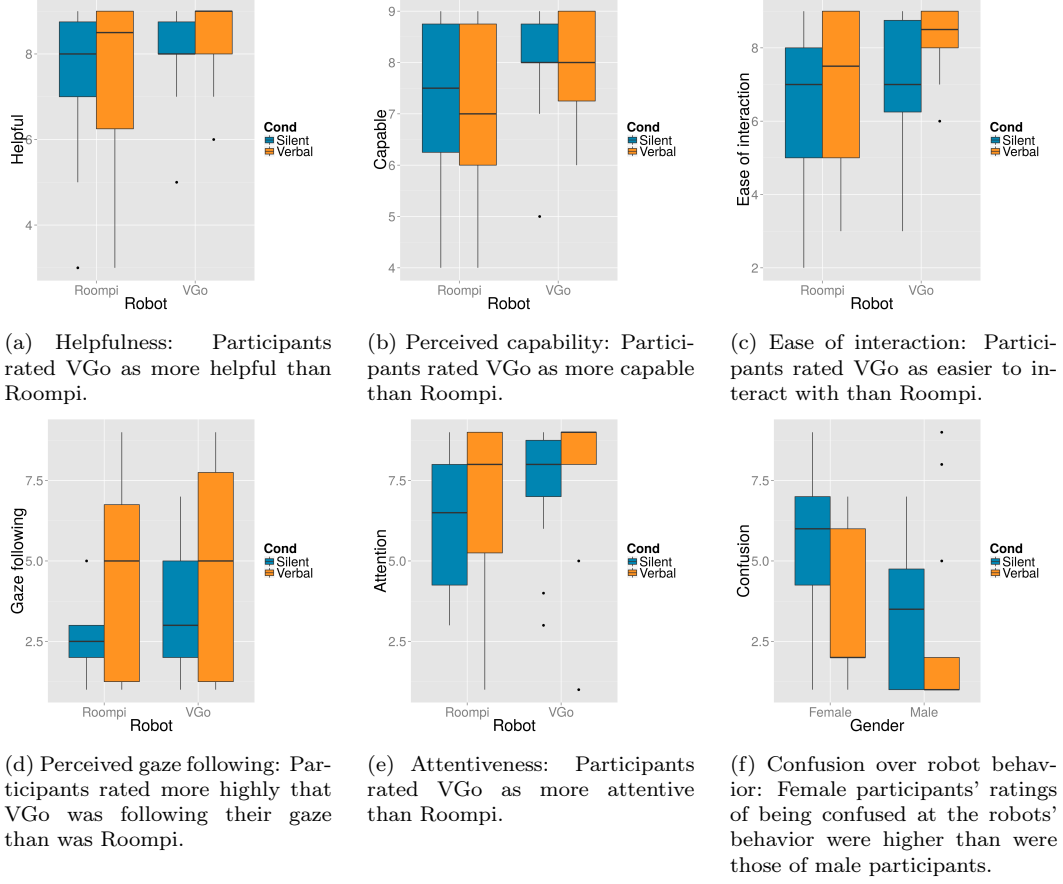 8
6
4
Helpful
Roompi
VGo
Robot
Cond
Silent
Verbal
9
8
7
6
5
4
Capable
Roompi
VGo
Robot
Cond
Silent
Verbal
8
6
4
2
Ease of interaction
Roompi
VGo
Robot
Cond
Silent
Verbal
(a) Helpfulness: Participants
rated VGo as more helpful than
Roompi.
(b) Perceived capability: Partici-
pants rated VGo as more capable
than Roompi.
(c) Ease of interaction: Partici-
pants rated VGo as easier to in-
teract with than Roompi.
7.5
5.0
2.5
Gaze following
Roompi
VGo
Robot
Cond
Silent
Verbal
7.5
5.0
2.5
Attention
Roompi
VGo
Robot
Cond
Silent
Verbal
7.5
5.0
2.5
Confusion
Female
Male
Gender
Cond
Silent
Verbal
(d) Perceived gaze following: Par-
ticipants rated more highly that
VGo was following their gaze
than was Roompi.
(e) Attentiveness: Participants
rated VGo as more attentive
than Roompi.
(f) Confusion over robot behav-
ior: Female participants' ratings
of being confused at the robots'
behavior were higher than were
those of male participants.